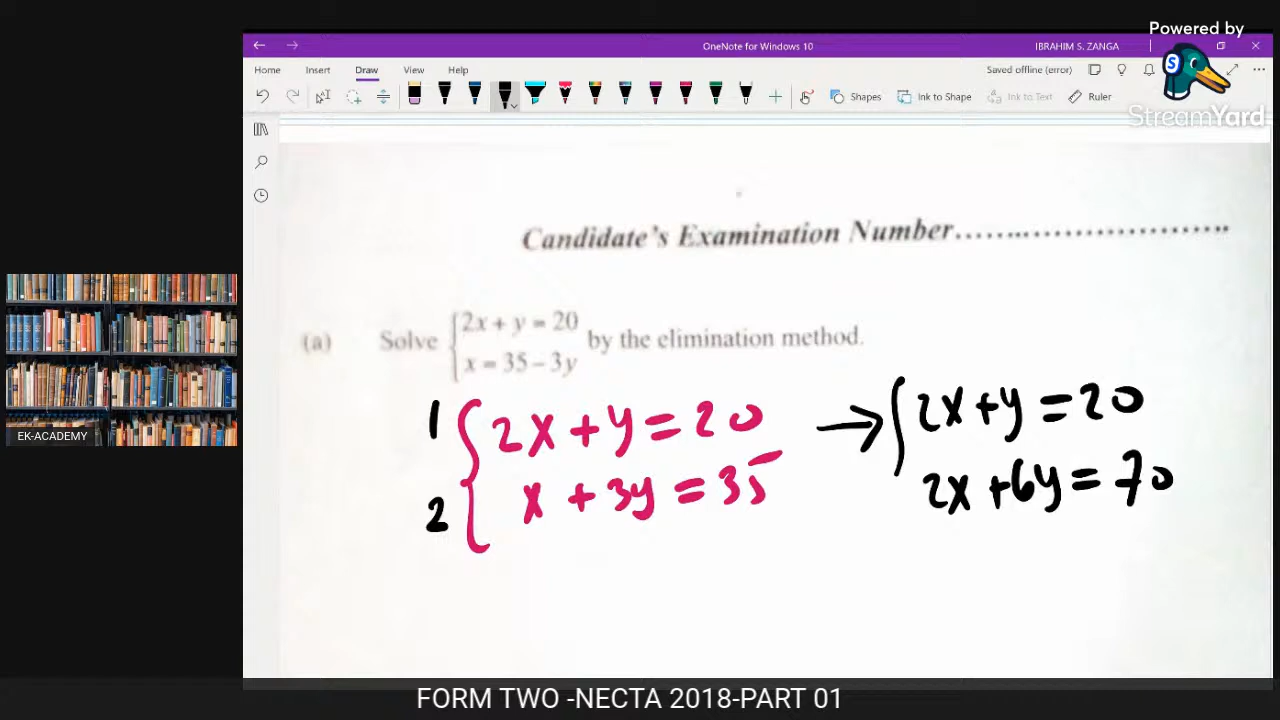 Powered by
StreamYard
OneNote for Windows 10
IBRAHIM S. ZANGA
Home Insert Draw View Help
Saved offline (error)
Shapes Ink to Shape Ink to Text Ruler
Candidate's Examination Number................................
(a) Solve {2x + y = 20
x = 35 – 3y by the elimination method.
1 {2x + y = 20 → {2x + y = 20
2 x + 3y = 35 2x + 6y = 70
EK-ACADEMY
FORM TWO -NECTA 2018-PART 01